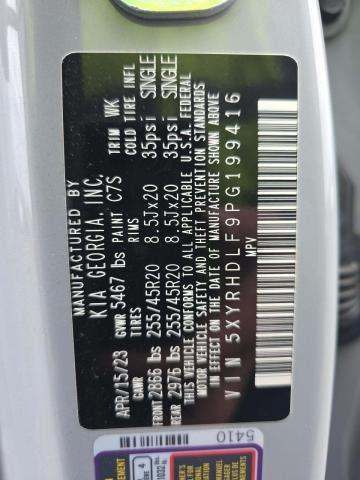 MANUFACTURED BY
KIA GEORGIA, INC.
APR/15/23 GVWR 5467 lbs PAINT C7S TRIM WK
GAWR TIRES RIMS COLD TIRE INFL
FRONT 2866 lbs 255/45R20 8.5Jx20 35psi SINGLE
REAR 2976 lbs 255/45R20 8.5Jx20 35psi SINGLE
THIS VEHICLE CONFORMS TO ALL APPLICABLE U.S.A. FEDERAL
MOTOR VEHICLE SAFETY AND THEFT PREVENTION STANDARDS
IN EFFECT ON THE DATE OF MANUFACTURE SHOWN ABOVE
VIN 5XYRHDLF9PG199416
MPV
5410